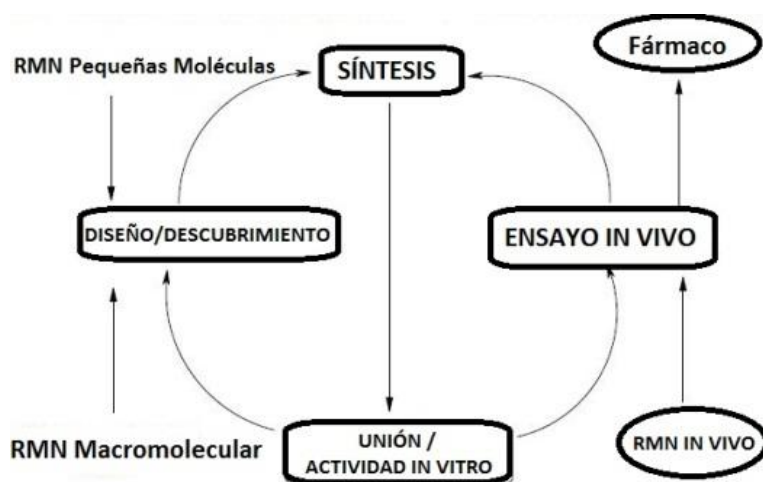 Fármaco
RMN Pequeñas Moléculas
SÍNTESIS
DISEÑO/DESCUBRIMIENTO
ENSAYO IN VIVO
RMN Macromolecular
UNIÓN /
ACTIVIDAD IN VITRO
RMN IN VIVO